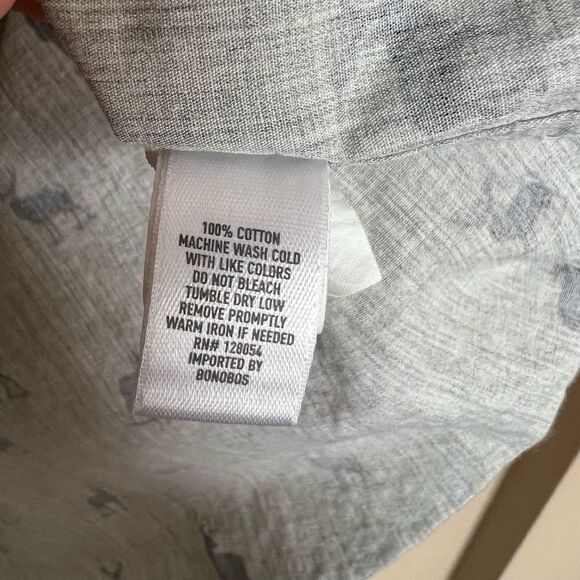 100% COTTON
MACHINE WASH COLD
WITH LIKE COLORS
DO NOT BLEACH
TUMBLE DRY LOW
REMOVE PROMPTLY
WARM IRON IF NEEDED
RN# 128054
IMPORTED BY
BONOBOS